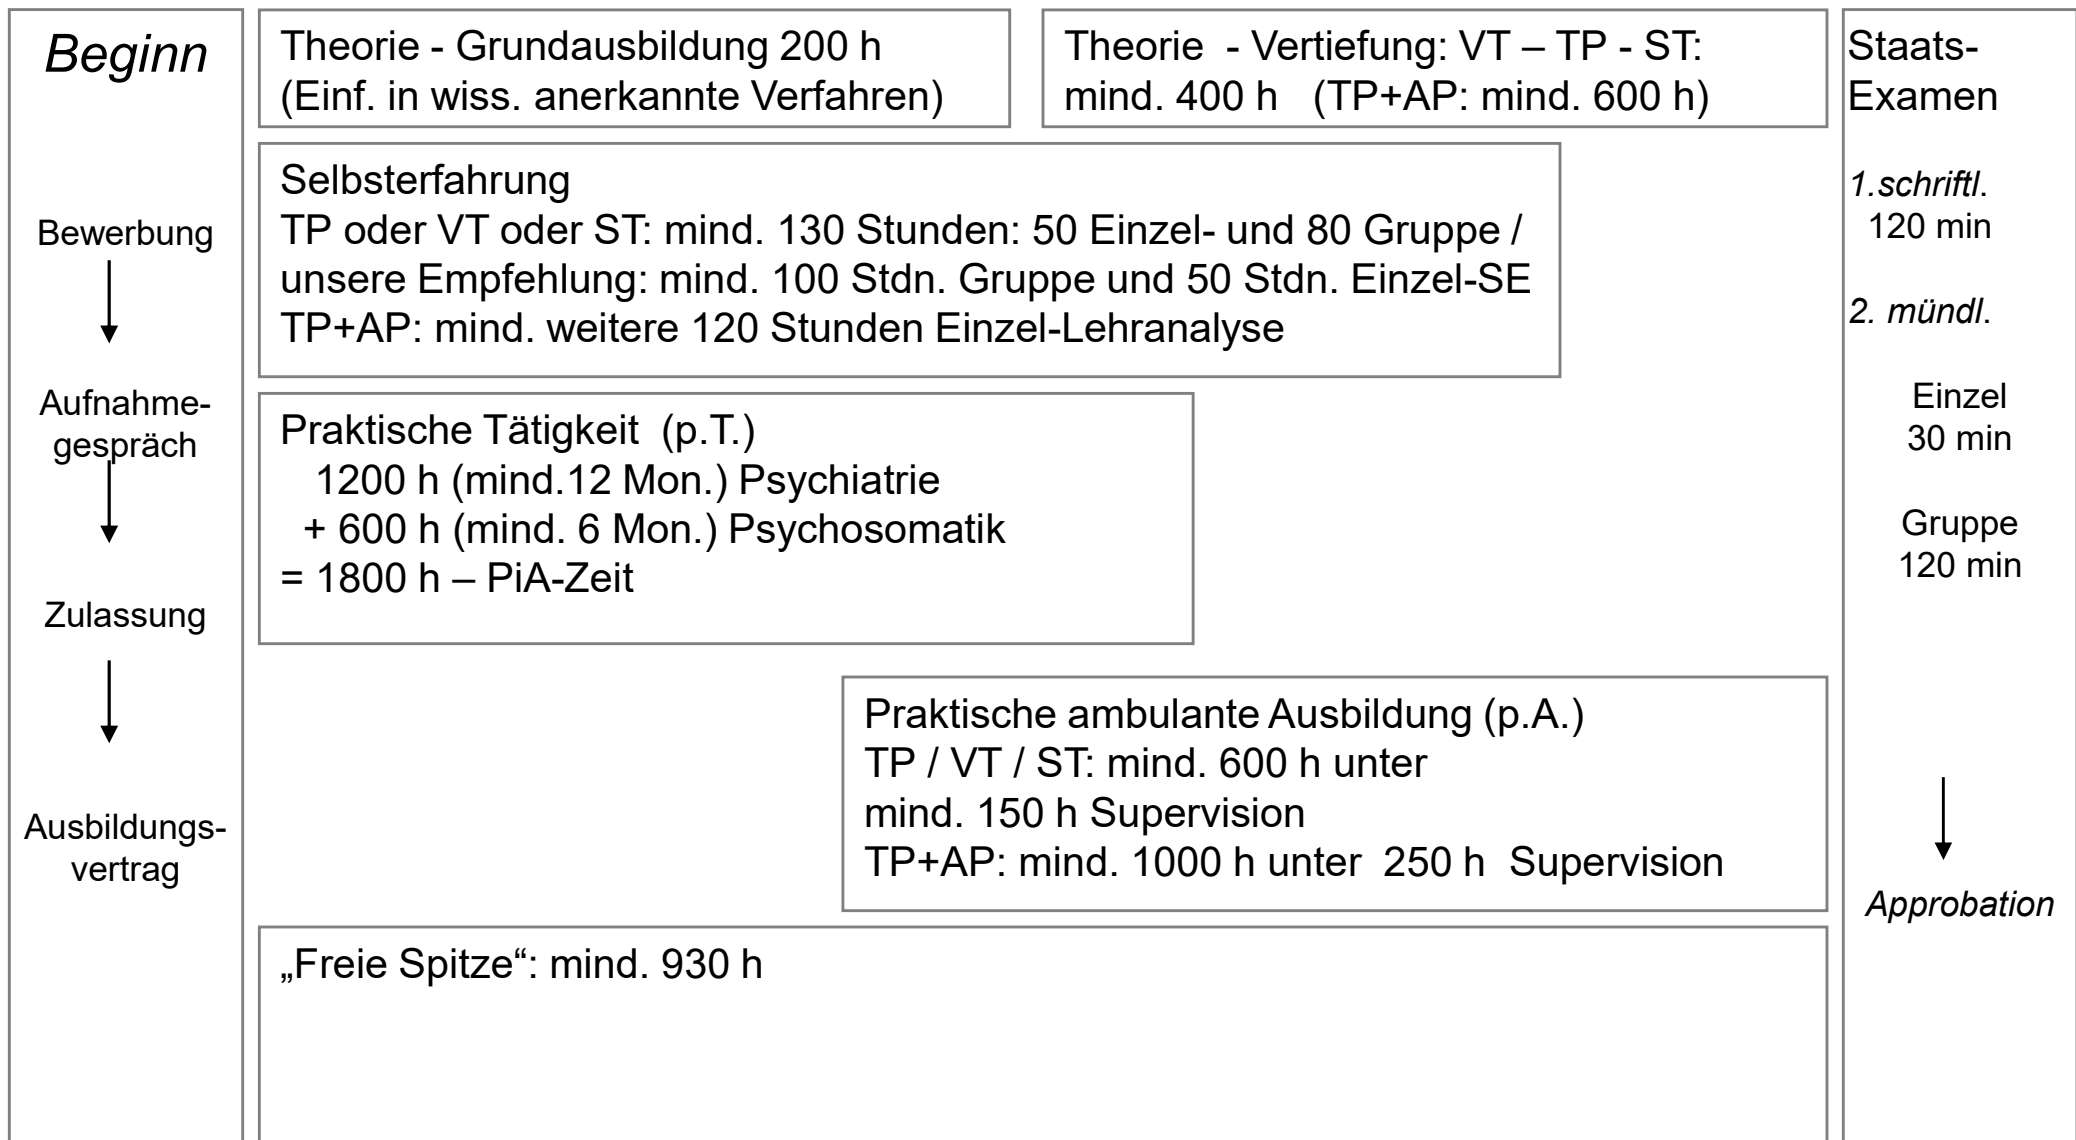 Beginn
Bewerbung
Aufnahme-
gespräch
Zulassung
Ausbildungs-
vertrag
Theorie - Grundausbildung 200 h
(Einf. in wiss. anerkannte Verfahren)
Theorie  - Vertiefung: VT – TP - ST:
mind. 400 h   (TP+AP: mind. 600 h)
Selbsterfahrung
TP oder VT oder ST: mind. 130 Stunden: 50 Einzel- und 80 Gruppe /
unsere Empfehlung: mind. 100 Stdn. Gruppe und 50 Stdn. Einzel-SE
TP+AP: mind. weitere 120 Stunden Einzel-Lehranalyse
Praktische Tätigkeit  (p.T.)
1200 h (mind.12 Mon.) Psychiatrie
+ 600 h (mind. 6 Mon.) Psychosomatik
= 1800 h – PiA-Zeit
Praktische ambulante Ausbildung (p.A.)
TP / VT / ST: mind. 600 h unter
mind. 150 h Supervision
TP+AP: mind. 1000 h unter  250 h  Supervision
„Freie Spitze“: mind. 930 h
Staats-
Examen
1.schriftl.
120 min
2. mündl.
Einzel
30 min
Gruppe
120 min
Approbation